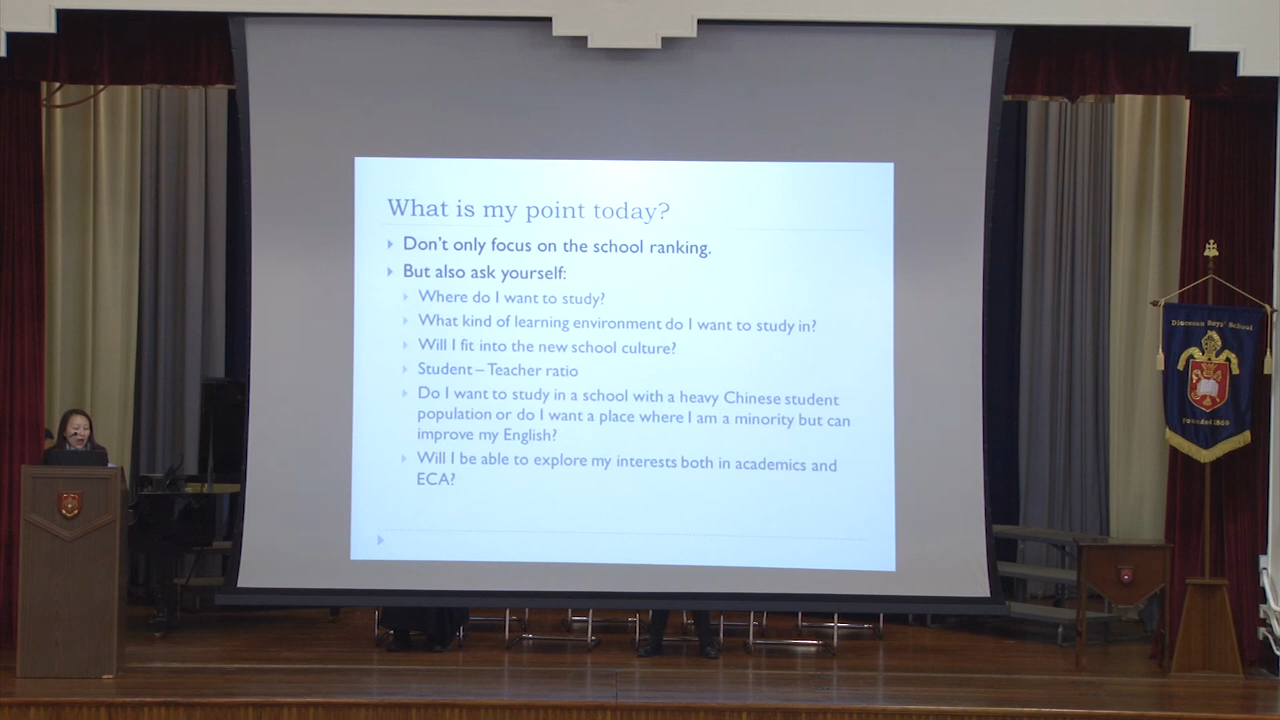 What is my point today?
Don't only focus on the school ranking.
But also ask yourself:
Where do I want to study?
What kind of learning environment do I want to study in?
Will I fit into the new school culture?
Student – Teacher ratio
Do I want to study in a school with a heavy Chinese student
population or do I want a place where I am a minority but can
improve my English?
Will I be able to explore my interests both in academics and
ECA?
Diocesan Boys' School
Founded 1869